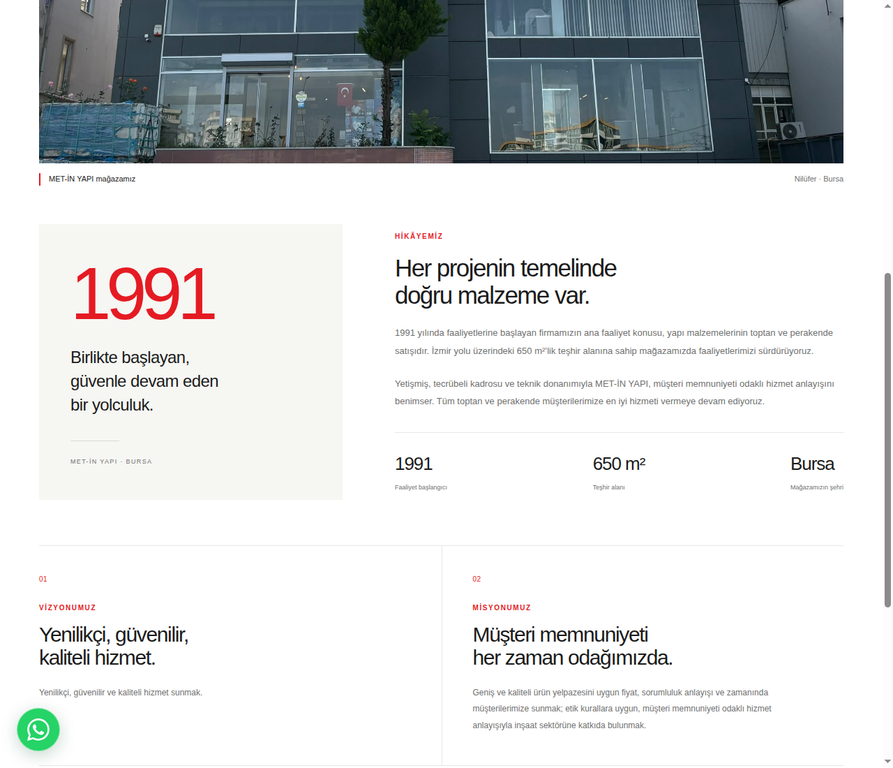 MET-İN YAPI mağazamız
Nilüfer · Bursa
1991
Birlikte başlayan,
güvenle devam eden
bir yolculuk.
MET-İN YAPI · BURSA
HİKÂYEMİZ
Her projenin temelinde
doğru malzeme var.
1991 yılında faaliyetlerine başlayan firmamızın ana faaliyet konusu, yapı malzemelerinin toptan ve perakende
satışıdır. İzmir yolu üzerindeki 650 m²'lik teşhir alanına sahip mağazamızda faaliyetlerimizi sürdürüyoruz.
Yetişmiş, tecrübeli kadrosu ve teknik donanımıyla MET-İN YAPI, müşteri memnuniyeti odaklı hizmet anlayışını
benimser. Tüm toptan ve perakende müşterilerimize en iyi hizmeti vermeye devam ediyoruz.
1991
Faaliyet başlangıcı
650 m²
Teşhir alanı
Bursa
Mağazamızın şehri
01
VİZYONUMUZ
Yenilikçi, güvenilir,
kaliteli hizmet.
Yenilikçi, güvenilir ve kaliteli hizmet sunmak.
02
MİSYONUMUZ
Müşteri memnuniyeti
her zaman odağımızda.
Geniş ve kaliteli ürün yelpazesini uygun fiyat, sorumluluk anlayışı ve zamanında
müşterilerimize sunmak; etik kurallara uygun, müşteri memnuniyeti odaklı hizmet
anlayışıyla inşaat sektörüne katkıda bulunmak.